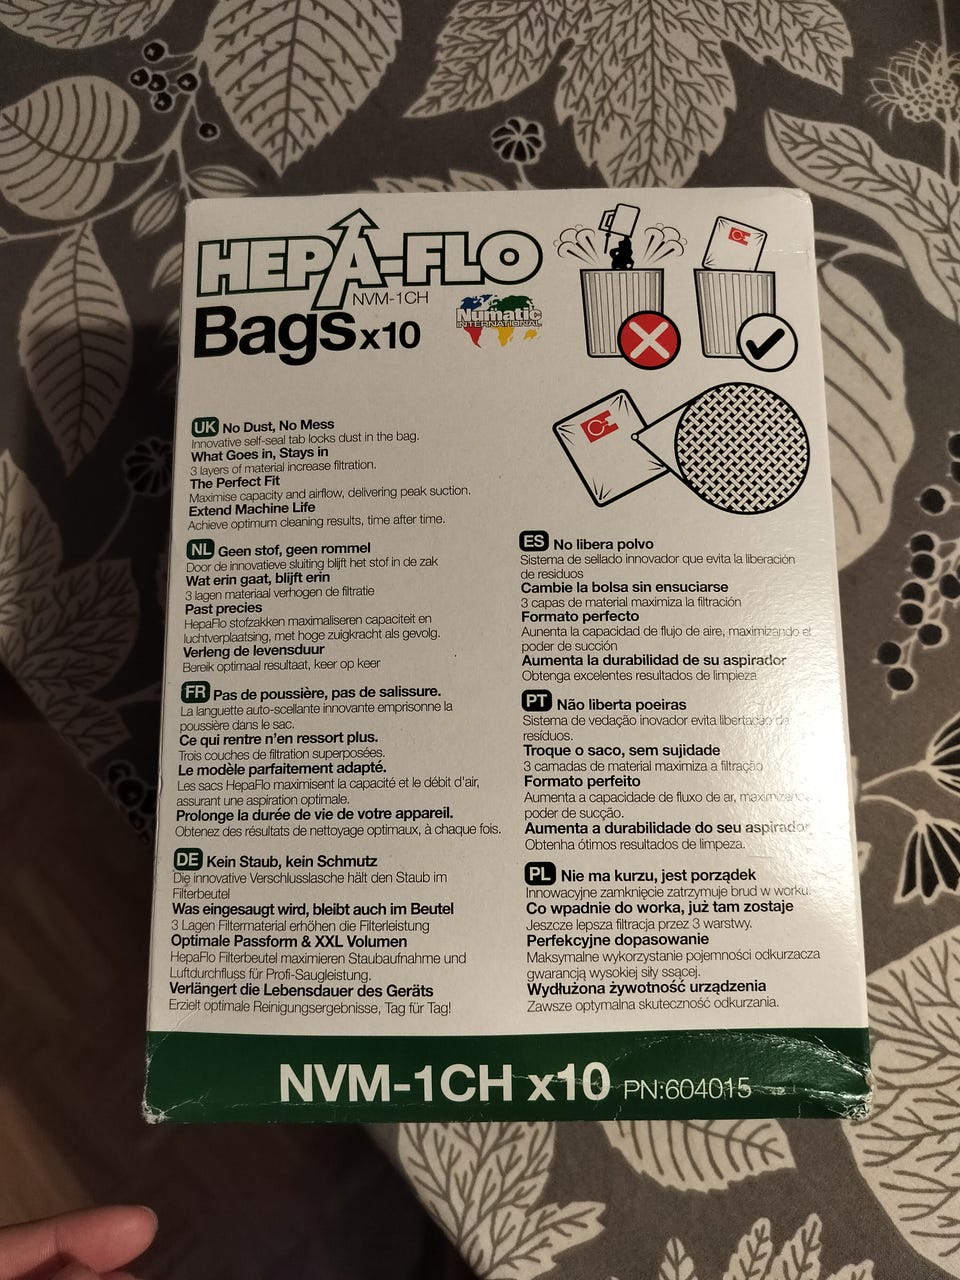 HEPA-FLO
NVM-1CH
Bags x10
Numatic
INTERNATIONAL
UK No Dust, No Mess
Innovative self-seal tab locks dust in the bag.
What Goes in, Stays in
3 layers of material increase filtration.
The Perfect Fit
Maximise capacity and airflow, delivering peak suction.
Extend Machine Life
Achieve optimum cleaning results, time after time.
NL Geen stof, geen rommel
Door de innovatieve sluiting blijft het stof in de zak
Wat erin gaat, blijft erin
3 lagen materiaal verhogen de filtratie
Past precies
HepaFlo stofzakken maximaliseren capaciteit en
luchtverplaatsing, met hoge zuigkracht als gevolg.
Verleng de levensduur
Bereik optimaal resultaat, keer op keer
FR Pas de poussière, pas de salissure.
La languette auto-scellante innovante emprisonne la
poussière dans le sac.
Ce qui rentre n'en ressort plus.
Trois couches de filtration superposées.
Le modèle parfaitement adapté.
Les sacs HepaFlo maximisent la capacité et le débit d'air,
assurant une aspiration optimale.
Prolonge la durée de vie de votre appareil.
Obtenez des résultats de nettoyage optimaux, à chaque fois.
DE Kein Staub, kein Schmutz
Die innovative Verschlusslasche hält den Staub im
Filterbeutel
Was eingesaugt wird, bleibt auch im Beutel
3 Lagen Filtermaterial erhöhen die Filterleistung
Optimale Passform & XXL Volumen
HepaFlo Filterbeutel maximieren Staubaufnahme und
Luftdurchfluss für Profi-Saugleistung.
Verlängert die Lebensdauer des Geräts
Erzielt optimale Reinigungsergebnisse, Tag für Tag!
ES No libera polvo
Sistema de sellado innovador que evita la liberación
de residuos
Cambie la bolsa sin ensuciarse
3 capas de material maximiza la filtración
Formato perfecto
Aunenta la capacidad de flujo de aire, maximizando el
poder de succión
Aumenta la durabilidad de su aspirador
Obtenga excelentes resultados de limpieza
PT Não liberta poeiras
Sistema de vedação inovador evita libertação de
resíduos.
Troque o saco, sem sujidade
3 camadas de material maximiza a filtração
Formato perfeito
Aumenta a capacidade de fluxo de ar, maximizando
poder de sucção.
Aumenta a durabilidade do seu aspirador
Obtenha ótimos resultados de limpeza.
PL Nie ma kurzu, jest porządek
Innowacyjne zamknięcie zatrzymuje brud w worku.
Co wpadnie do worka, już tam zostaje
Jeszcze lepsza filtracja przez 3 warstwy.
Perfekcyjne dopasowanie
Maksymalne wykorzystanie pojemności odkurzacza
gwarancją wysokiej siły ssącej.
Wydłużona żywotność urządzenia
Zawsze optymalna skuteczność odkurzania.
NVM-1CH x10 PN:604015